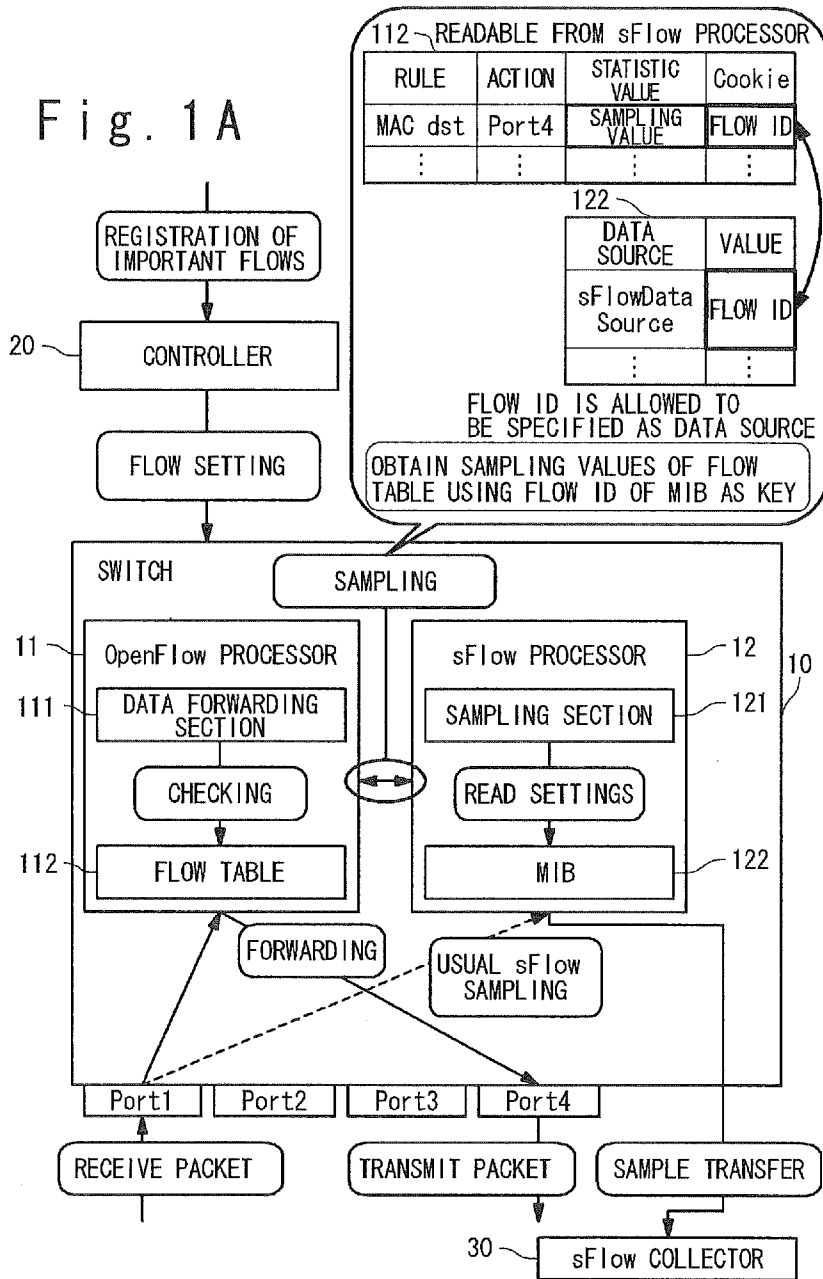 Fig. 1A
112 READABLE FROM sFlow PROCESSOR
RULE ACTION STATISTIC VALUE Cookie
MAC dst Port4 SAMPLING VALUE FLOW ID
⋮ ⋮ ⋮ ⋮
122
DATA SOURCE VALUE
sFlowData Source FLOW ID
⋮ ⋮
FLOW ID IS ALLOWED TO
BE SPECIFIED AS DATA SOURCE
OBTAIN SAMPLING VALUES OF FLOW
TABLE USING FLOW ID OF MIB AS KEY
REGISTRATION OF
IMPORTANT FLOWS
20
CONTROLLER
FLOW SETTING
SWITCH
SAMPLING
11
OpenFlow PROCESSOR
sFlow PROCESSOR
12
10
111
DATA FORWARDING
SECTION
SAMPLING SECTION
121
CHECKING
READ SETTINGS
112
FLOW TABLE
MIB
122
FORWARDING
USUAL sFlow
SAMPLING
Port1 Port2 Port3 Port4
RECEIVE PACKET
TRANSMIT PACKET
SAMPLE TRANSFER
30
sFlow COLLECTOR